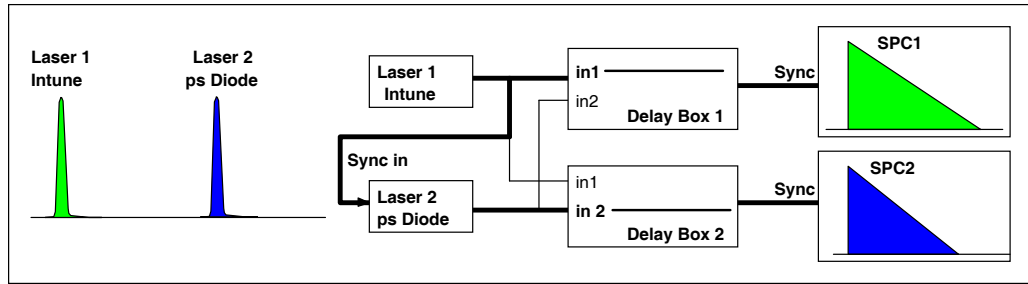 Laser 1
Intune
Laser 2
ps Diode
Laser 1
Intune
Sync in
Laser 2
ps Diode
in1
in2
Delay Box 1
in1
in 2
Delay Box 2
Sync
SPC1
Sync
SPC2